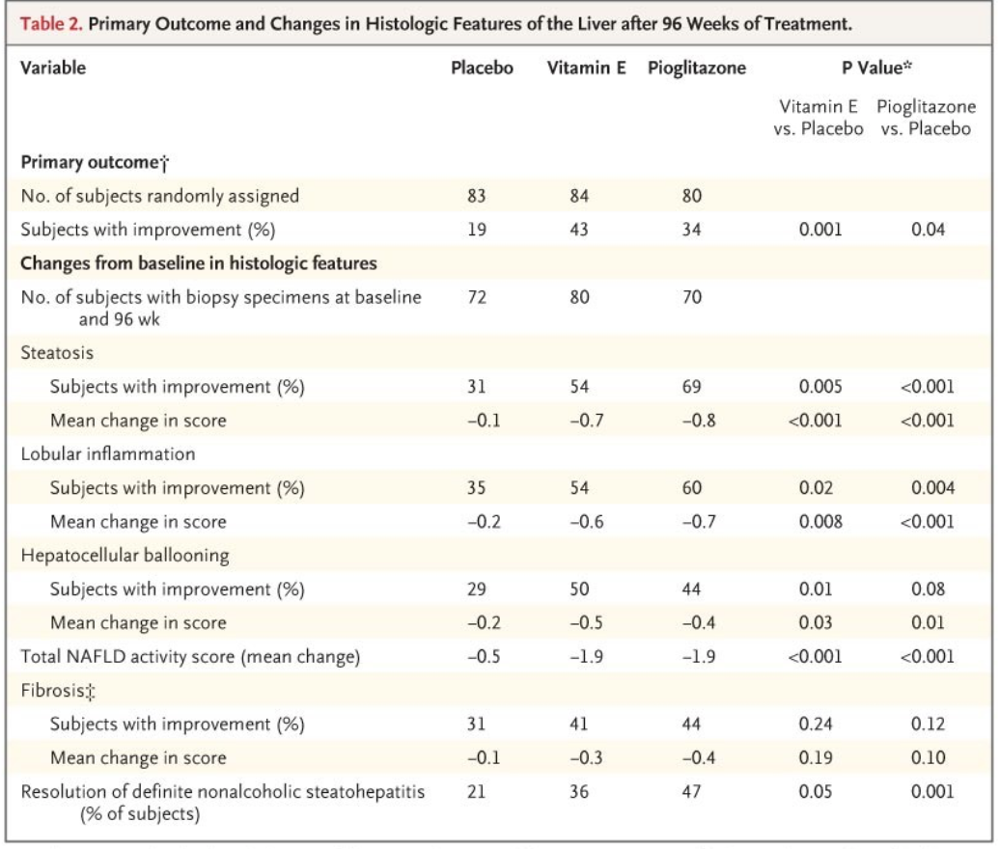 Table 2. Primary Outcome and Changes in Histologic Features of the Liver after 96 Weeks of Treatment.
Variable Placebo Vitamin E Pioglitazone P Value*
Vitamin E vs. Placebo Pioglitazone vs. Placebo
Primary outcome†
No. of subjects randomly assigned 83 84 80
Subjects with improvement (%) 19 43 34 0.001 0.04
Changes from baseline in histologic features
No. of subjects with biopsy specimens at baseline 72 80 70
and 96 wk
Steatosis
Subjects with improvement (%) 31 54 69 0.005 <0.001
Mean change in score –0.1 –0.7 –0.8 <0.001 <0.001
Lobular inflammation
Subjects with improvement (%) 35 54 60 0.02 0.004
Mean change in score –0.2 –0.6 –0.7 0.008 <0.001
Hepatocellular ballooning
Subjects with improvement (%) 29 50 44 0.01 0.08
Mean change in score –0.2 –0.5 –0.4 0.03 0.01
Total NAFLD activity score (mean change) –0.5 –1.9 –1.9 <0.001 <0.001
Fibrosis‡
Subjects with improvement (%) 31 41 44 0.24 0.12
Mean change in score –0.1 –0.3 –0.4 0.19 0.10
Resolution of definite nonalcoholic steatohepatitis 21 36 47 0.05 0.001
(% of subjects)